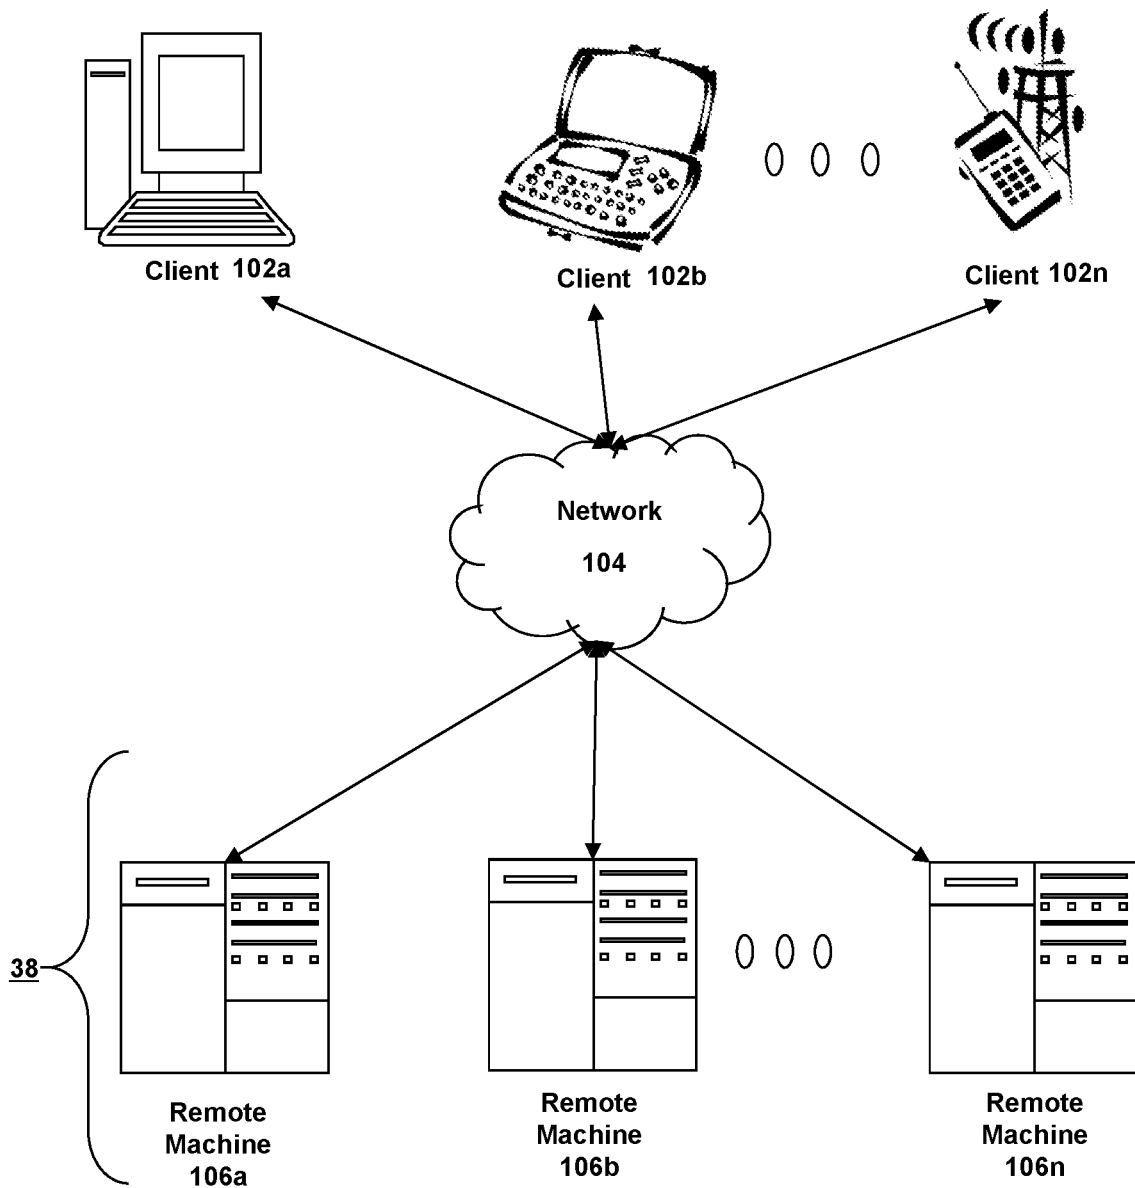 Client 102a
Client 102b
Client 102n
Network
104
38
Remote
Machine
106a
Remote
Machine
106b
Remote
Machine
106n